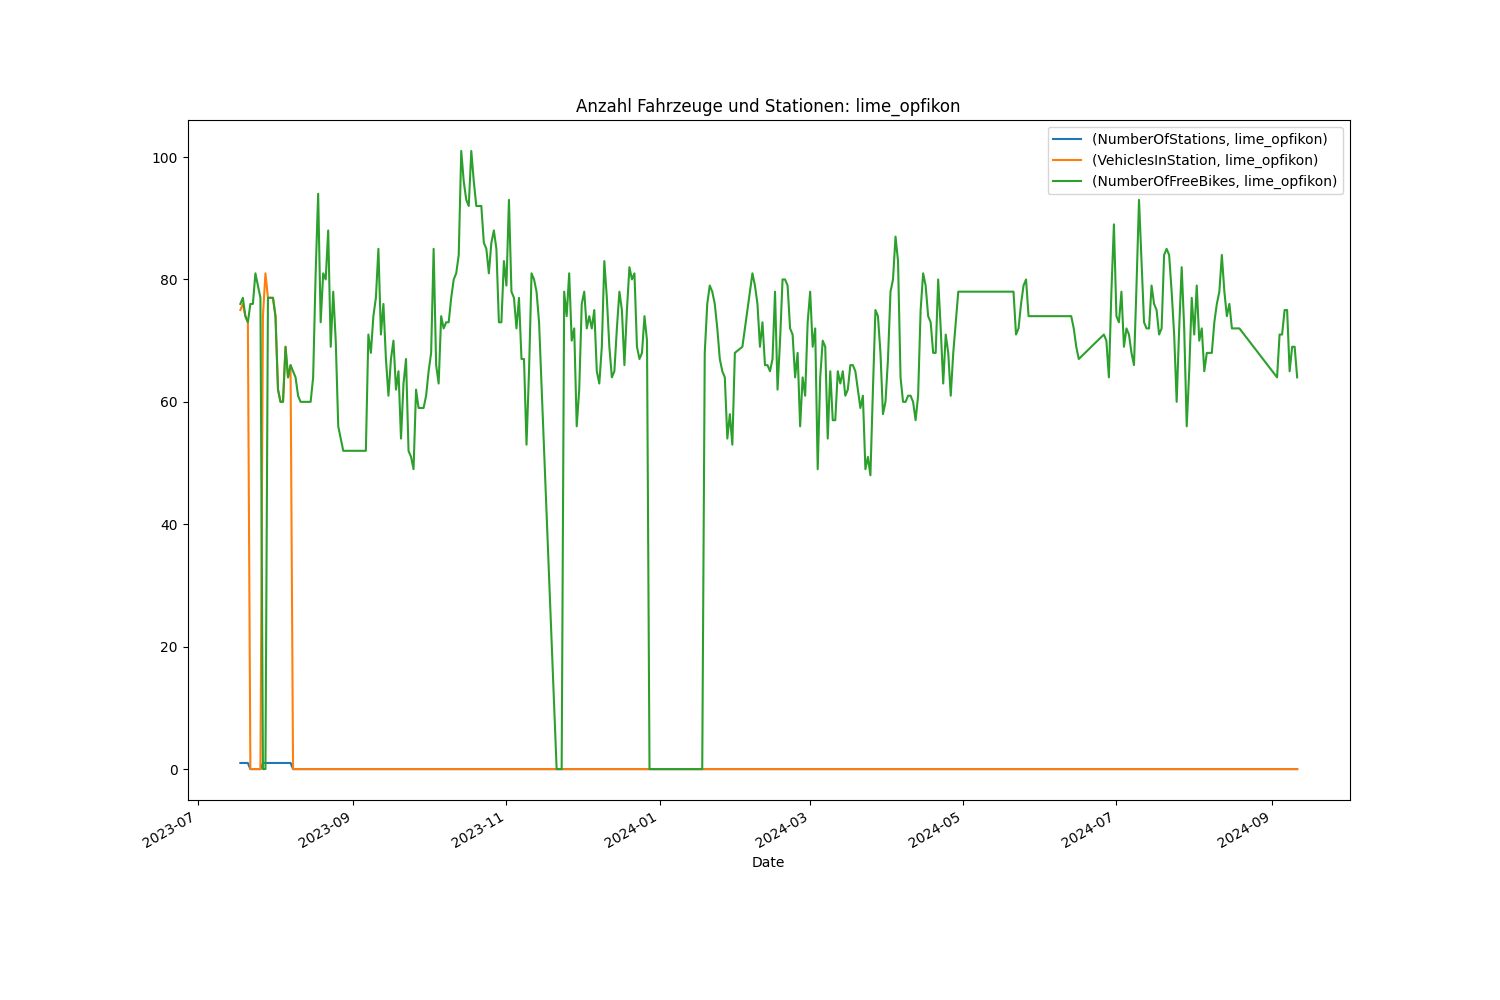 Anzahl Fahrzeuge und Stationen: lime_opfikon
(NumberOfStations, lime_opfikon)
(VehiclesInStation, lime_opfikon)
(NumberOfFreeBikes, lime_opfikon)
100
80
60
40
20
0
2023-07
2023-09
2023-11
2024-01
2024-03
2024-05
2024-07
2024-09
Date